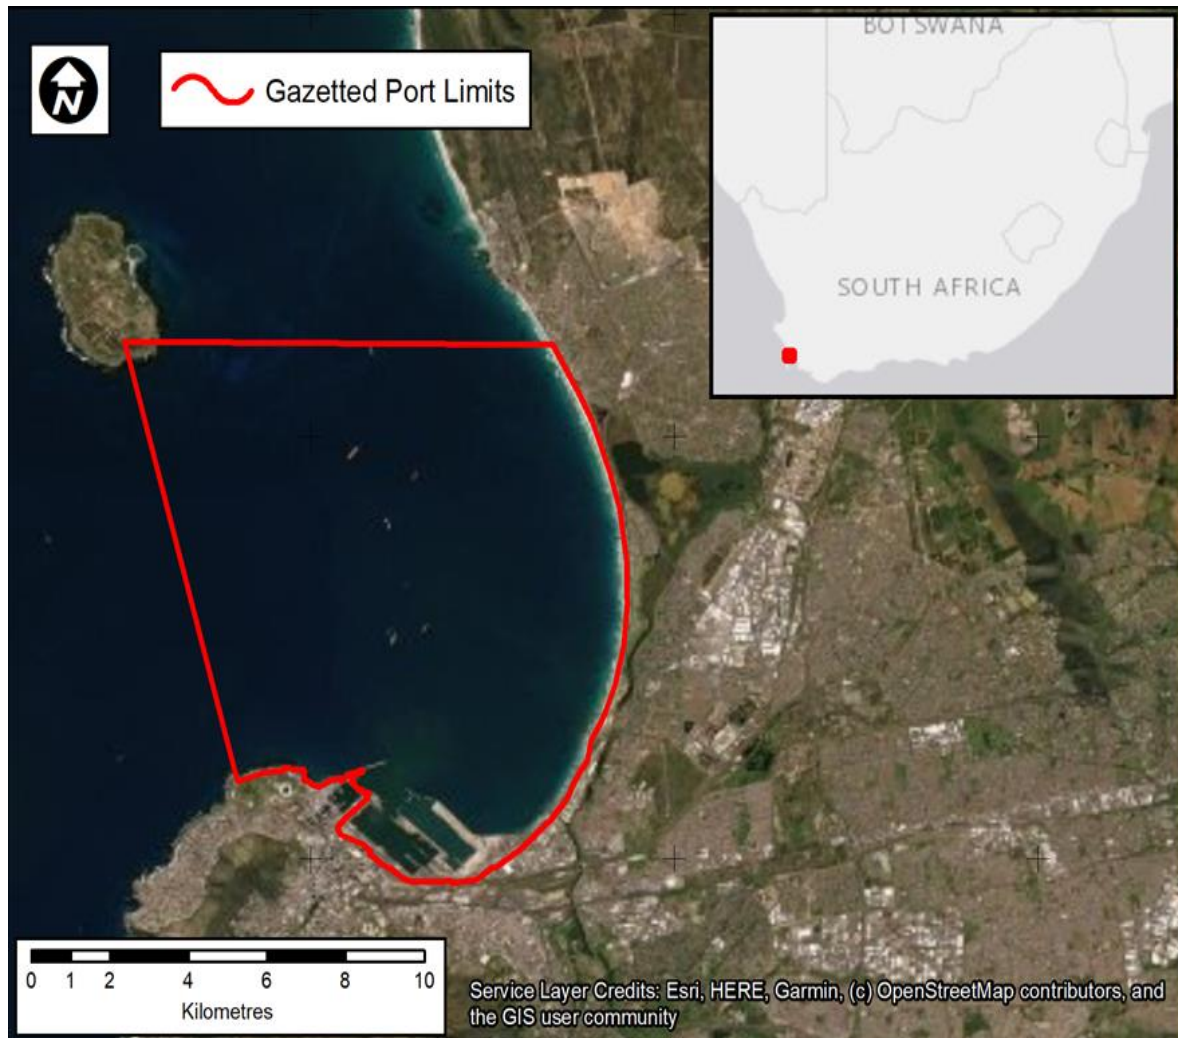 N
Gazetted Port Limits
BOTSWANA
SOUTH AFRICA
0 1 2 4 6 8 10
Kilometres
Service Layer Credits: Esri, HERE, Garmin, (c) OpenStreetMap contributors, and
the GIS user community